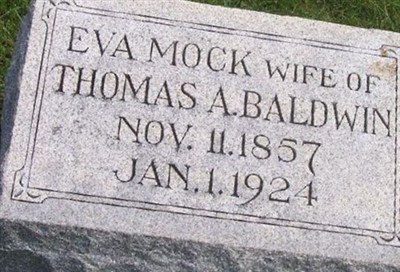 EVA MOCK WIFE OF
THOMAS A. BALDWIN
NOV. 11. 1857
JAN. 1. 1924